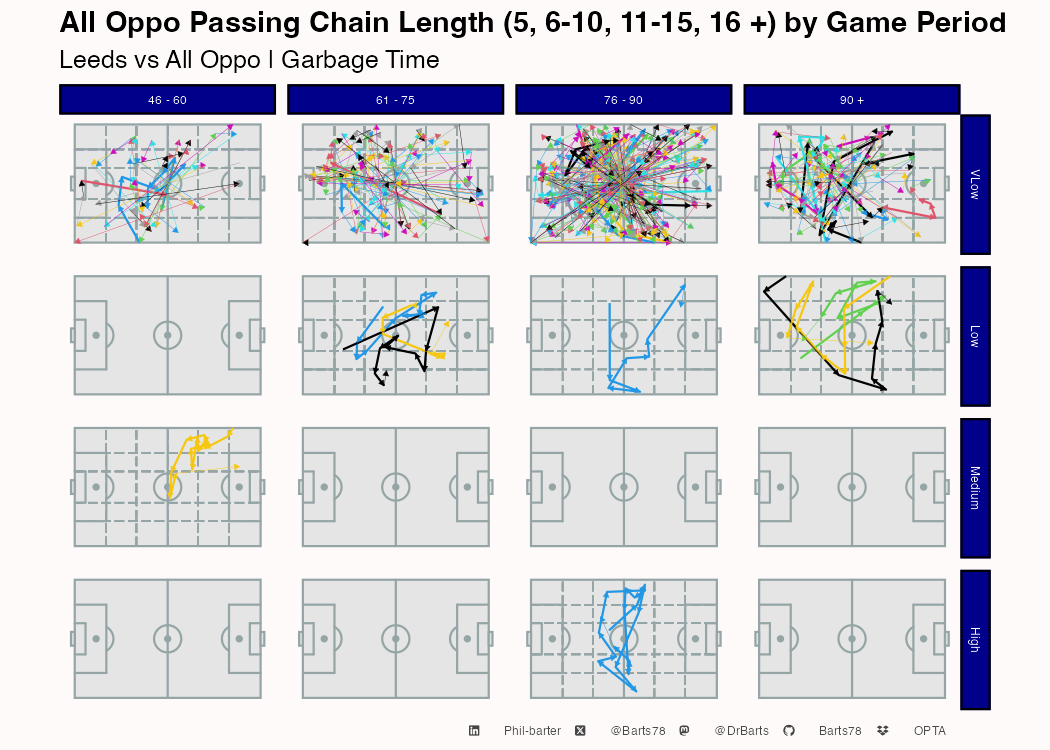 All Oppo Passing Chain Length (5, 6-10, 11-15, 16 +) by Game Period
Leeds vs All Oppo | Garbage Time
46 - 60
61 - 75
76 - 90
90 +
VLow
Low
Medium
High
Phil-barter @Barts78 @DrBarts Barts78 OPTA